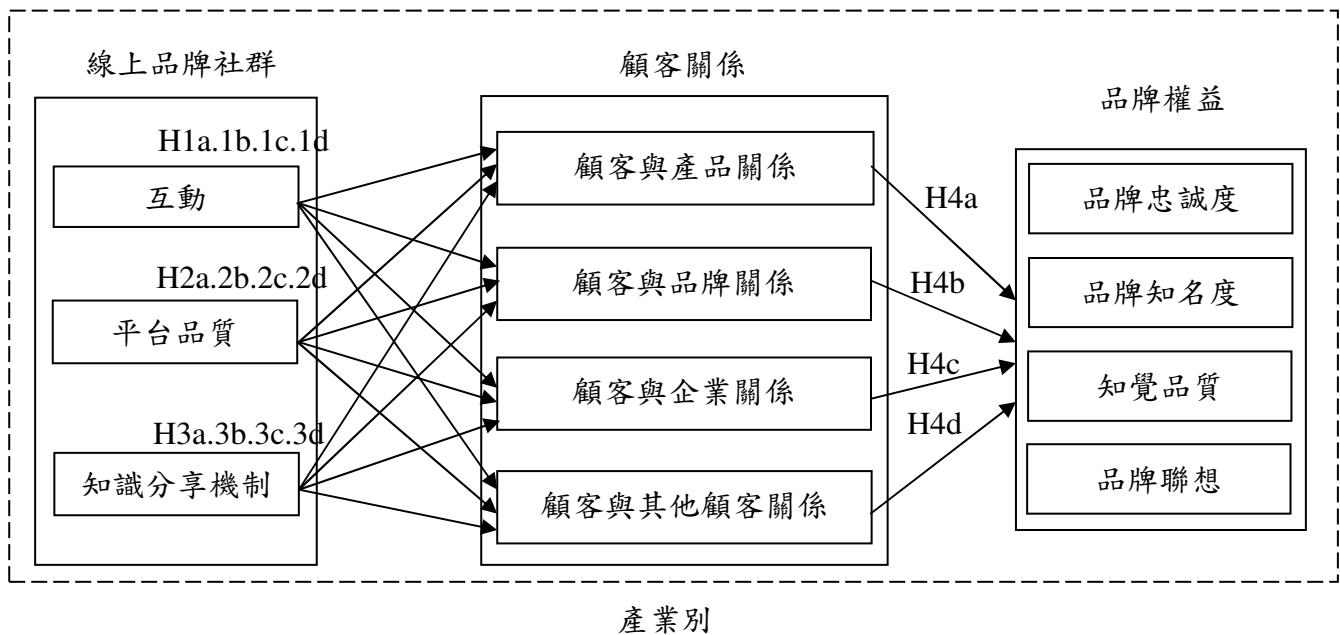 線上品牌社群
H1a.1b.1c.1d
互動
H2a.2b.2c.2d
平台品質
H3a.3b.3c.3d
知識分享機制
顧客關係
顧客與產品關係
顧客與品牌關係
顧客與企業關係
顧客與其他顧客關係
H4a
H4b
H4c
H4d
品牌權益
品牌忠誠度
品牌知名度
知覺品質
品牌聯想
產業別